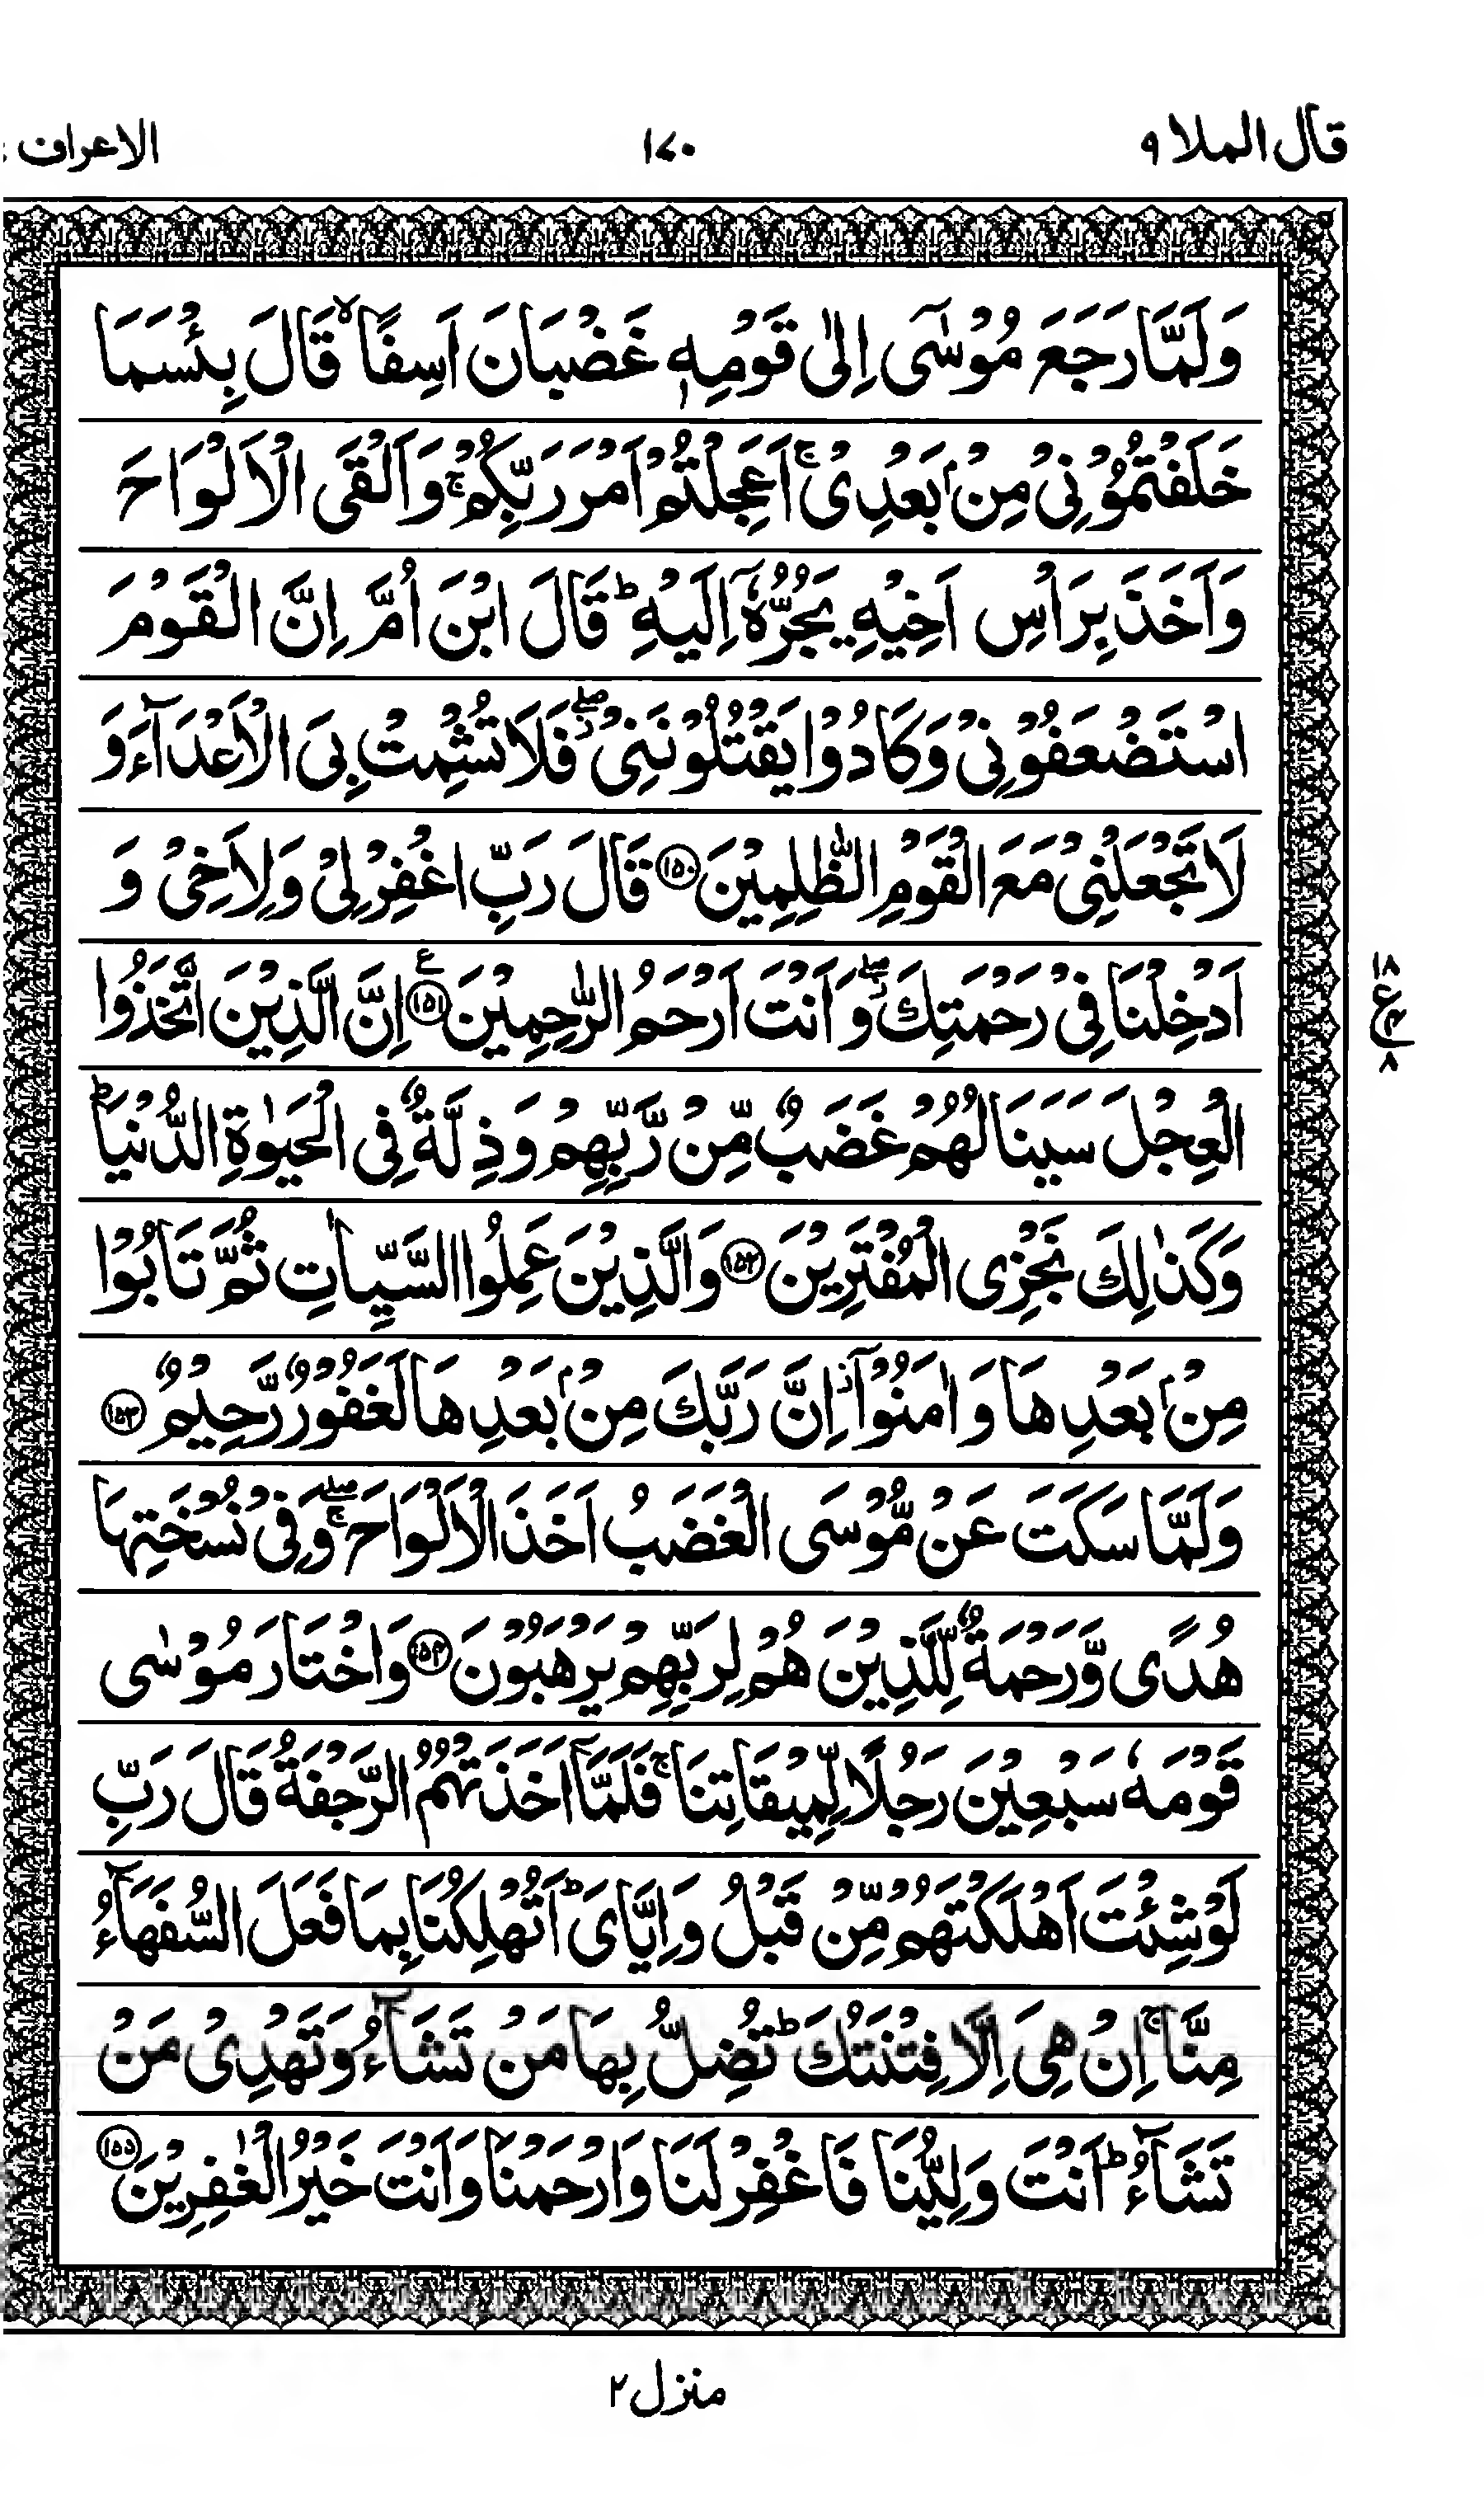 قال الملا ۹
۱۷۰
الاعراف
وَلَمَّا رَجَعَ مُوْسٰۤى اِلٰى قَوْمِهٖ غَضْبَانَ اَسِفًا ۙ قَالَ بِئْسَمَا
خَلَفْتُمُوْنِیْ مِنْۢ بَعْدِیْ ۚ اَعَجِلْتُمْ اَمْرَ رَبِّكُمْ ۚ وَاَلْقَى الْاَلْوَاحَ
وَاَخَذَ بِرَاْسِ اَخِیْهِ یَجُرُّهٗۤ اِلَیْهِ ؕ قَالَ ابْنَ اُمَّ اِنَّ الْقَوْمَ
اسْتَضْعَفُوْنِیْ وَكَادُوْا یَقْتُلُوْنَنِیْ ۖؗ فَلَا تُشْمِتْ بِیَ الْاَعْدَآءَ وَ
لَا تَجْعَلْنِیْ مَعَ الْقَوْمِ الظّٰلِمِیْنَ ۝۱۵۰ قَالَ رَبِّ اغْفِرْ لِیْ وَلِاَخِیْ وَ
اَدْخِلْنَا فِیْ رَحْمَتِكَ ۖؗ وَاَنْتَ اَرْحَمُ الرّٰحِمِیْنَ ۝۱۵۱ ع اِنَّ الَّذِیْنَ اتَّخَذُوا
۱۸
ع
۸
الْعِجْلَ سَیَنَالُهُمْ غَضَبٌ مِّنْ رَّبِّهِمْ وَذِلَّةٌ فِی الْحَیٰوةِ الدُّنْیَا ؕ
وَكَذٰلِكَ نَجْزِی الْمُفْتَرِیْنَ ۝۱۵۲ وَالَّذِیْنَ عَمِلُوا السَّیِّاٰتِ ثُمَّ تَابُوْا
مِنْۢ بَعْدِهَا وَاٰمَنُوْۤا ؗ اِنَّ رَبَّكَ مِنْۢ بَعْدِهَا لَغَفُوْرٌ رَّحِیْمٌ ۝۱۵۳
وَلَمَّا سَكَتَ عَنْ مُّوْسَى الْغَضَبُ اَخَذَ الْاَلْوَاحَ ۖۚ وَفِیْ نُسْخَتِهَا
هُدًى وَّرَحْمَةٌ لِّلَّذِیْنَ هُمْ لِرَبِّهِمْ یَرْهَبُوْنَ ۝۱۵۴ وَاخْتَارَ مُوْسٰى
قَوْمَهٗ سَبْعِیْنَ رَجُلًا لِّمِیْقَاتِنَا ۚ فَلَمَّاۤ اَخَذَتْهُمُ الرَّجْفَةُ قَالَ رَبِّ
لَوْ شِئْتَ اَهْلَكْتَهُمْ مِّنْ قَبْلُ وَاِیَّایَ ؕ اَتُهْلِكُنَا بِمَا فَعَلَ السُّفَهَآءُ
مِنَّا ۚ اِنْ هِیَ اِلَّا فِتْنَتُكَ ؕ تُضِلُّ بِهَا مَنْ تَشَآءُ وَتَهْدِیْ مَنْ
تَشَآءُ ؕ اَنْتَ وَلِیُّنَا فَاغْفِرْ لَنَا وَارْحَمْنَا وَاَنْتَ خَیْرُ الْغٰفِرِیْنَ ۝۱۵۵
منزل ۲